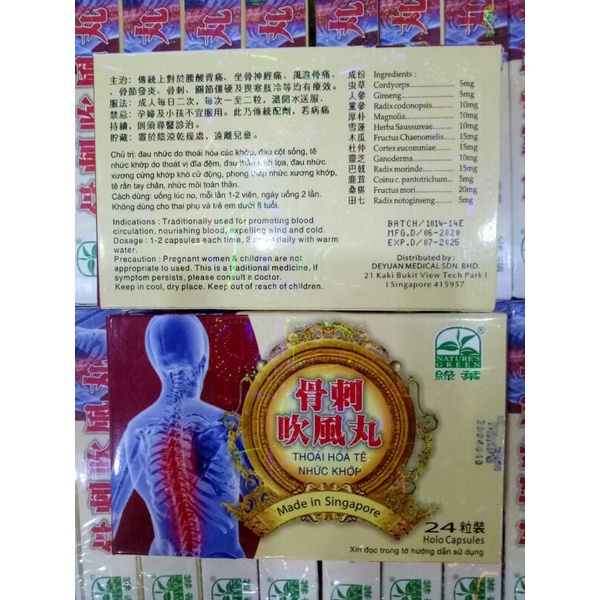 主治：傳統上對於腰酸背痛、坐骨神經痛、風濕骨痛、
、骨節發炎、骨刺、關節僵硬及畏寒肢冷等均有療效。
服法：成人每日二次，每次一至二粒，溫開水送服。
禁忌：孕婦及小孩不宜服用。此乃傳統配劑，若病痛
持續，則須尋醫診治。
貯藏：置於陰涼乾燥處，遠離兒童。
Chủ trị: đau nhức do thoái hóa các khớp, đau cột sống, tê
nhức khớp do thoát vị đĩa đệm, đau thần kinh tọa, đau nhức
xương cứng khớp khó cử động, phong thấp nhức xương khớp,
tê rần tay chân, nhức mỏi toàn thân.
Cách dùng: uống lúc no, mỗi lần 1-2 viên, ngày uống 2 lần.
Không dùng cho thai phụ và trẻ em dưới 8 tuổi.
Indications : Traditionally used for promoting blood
circulation, nourishing blood, expelling wind and cold.
Dosage : 1-2 capsules each time, 2 daily with warm
water.
Precaution : Pregnant women & children are not
appropriate to used. This is a traditional medicine, if
symptom persists, please consult a doctor.
Keep in cool, dry place. Keep out of reach of children.
成份 Ingredients :
虫草 Cordyceps 5mg
人參 Ginseng 5mg
黨參 Radix codonopsis 10mg
厚朴 Magnolia 10mg
雪蓮 Herba Saussureae 10mg
木瓜 Fructus Chaenomelis 5mg
杜仲 Cortex eucommiae 15mg
靈芝 Ganoderma 10mg
巴戟 Radix morinde 15mg
鹿茸 Coinu c. pantotrichum 5mg
桑椹 Fructus mori 20mg
田七 Radix notoginseng 5mg
BATCH/1014-14E
MFG.D/06-2020
EXP.D/07-2025
Distributed by :
DEYUAN MEDICAL SDN. BHD.
21 Kaki Bukit View Tech Park I
I Singapore 415957
NATURE'S
GREEN
®
綠葉
骨刺
吹風丸
THOÁI HÓA TÊ
NHỨC KHỚP
Made in Singapore
24粒裝
Holo Capsules
Xin đọc trong tờ hướng dẫn sử dụng
骨刺吹風丸